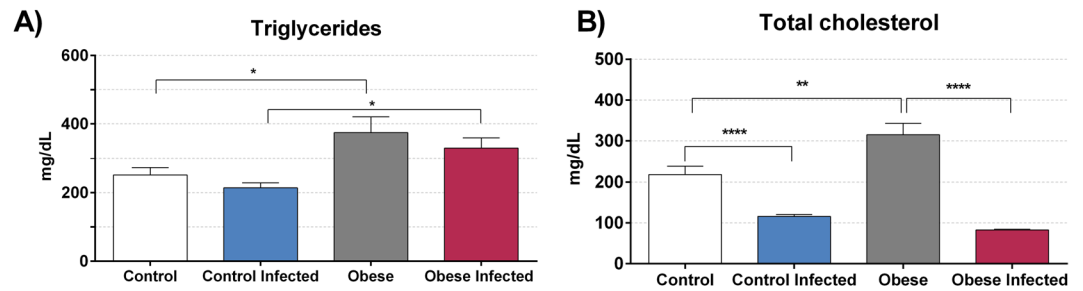 A)
Triglycerides
mg/dL
600
400
200
0
*
*
Control
Control Infected
Obese
Obese Infected
B)
Total cholesterol
mg/dL
500
400
300
200
100
0
**
****
****
Control
Control Infected
Obese
Obese Infected